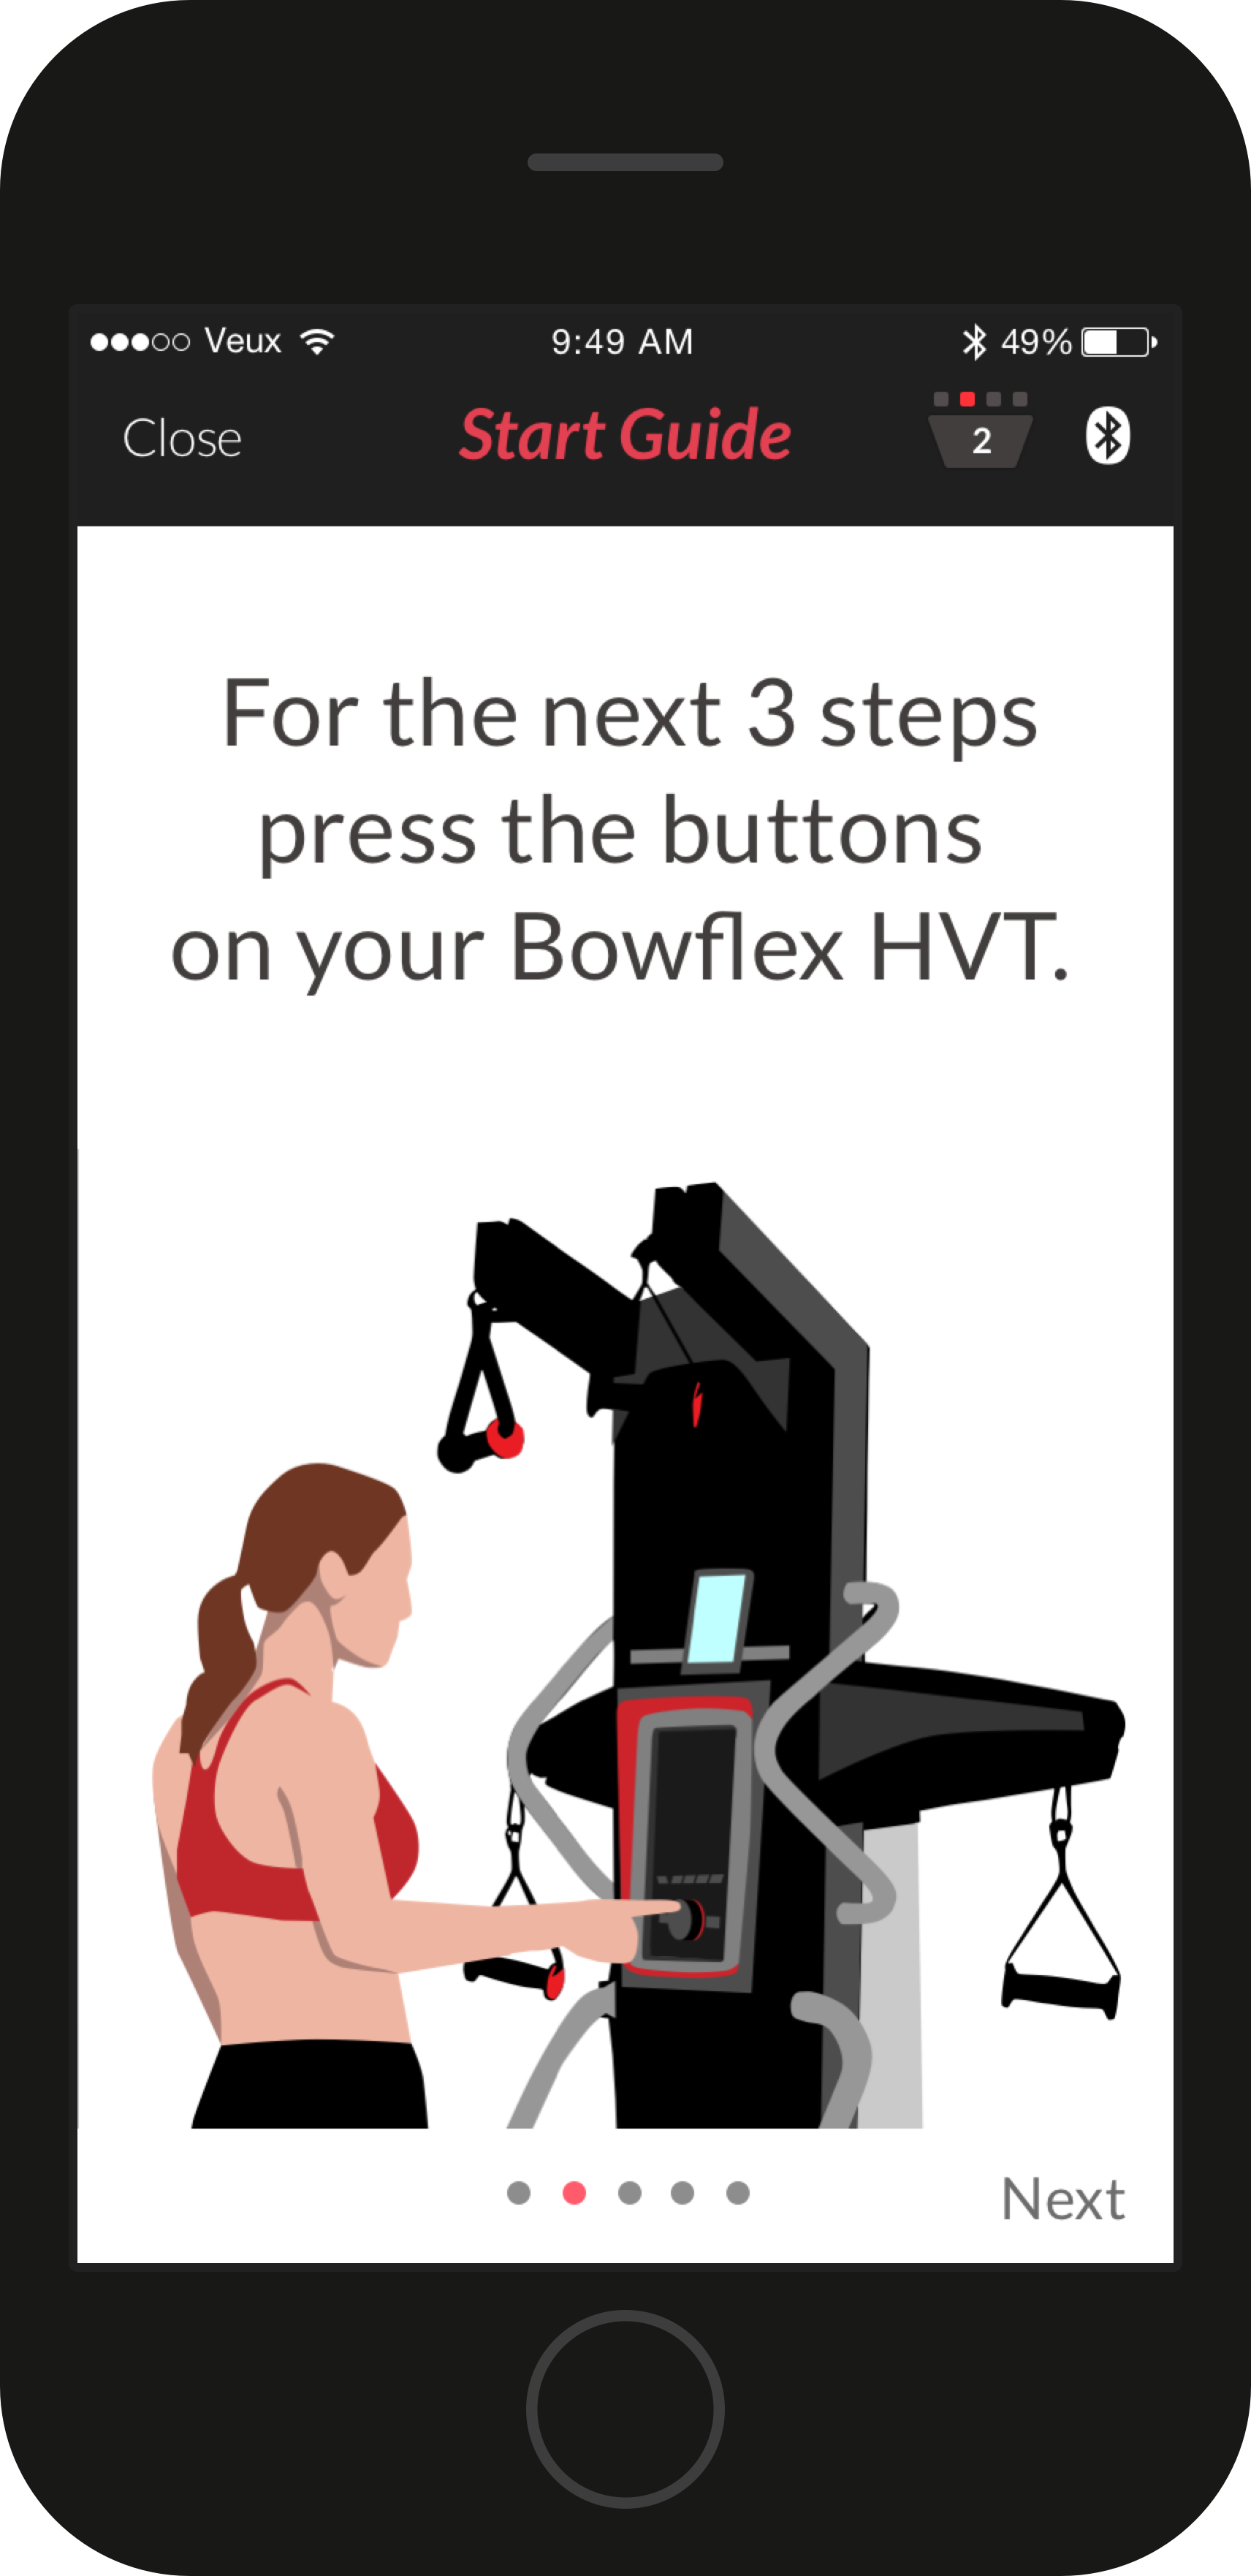 Veux 9:49 AM 49%
Close Start Guide 2
For the next 3 steps
press the buttons
on your Bowflex HVT.
Next